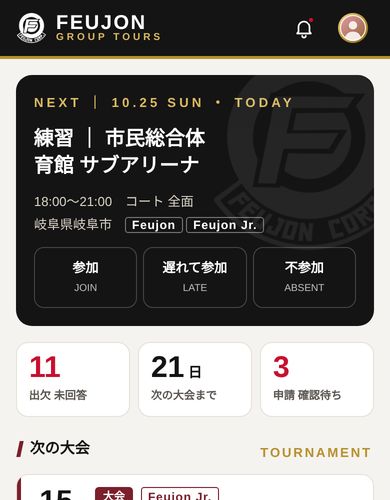 FEUJON
GROUP TOURS
NEXT ｜ 10.25 SUN ・ TODAY
練習 ｜ 市民総合体
育館 サブアリーナ
18:00〜21:00 コート 全面
岐阜県岐阜市 Feujon Feujon Jr.
参加 遅れて参加 不参加
JOIN LATE ABSENT
11 21日 3
出欠 未回答 次の大会まで 申請 確認待ち
次の大会 TOURNAMENT
15 大会 Feujon Jr.
FEUJON CORP